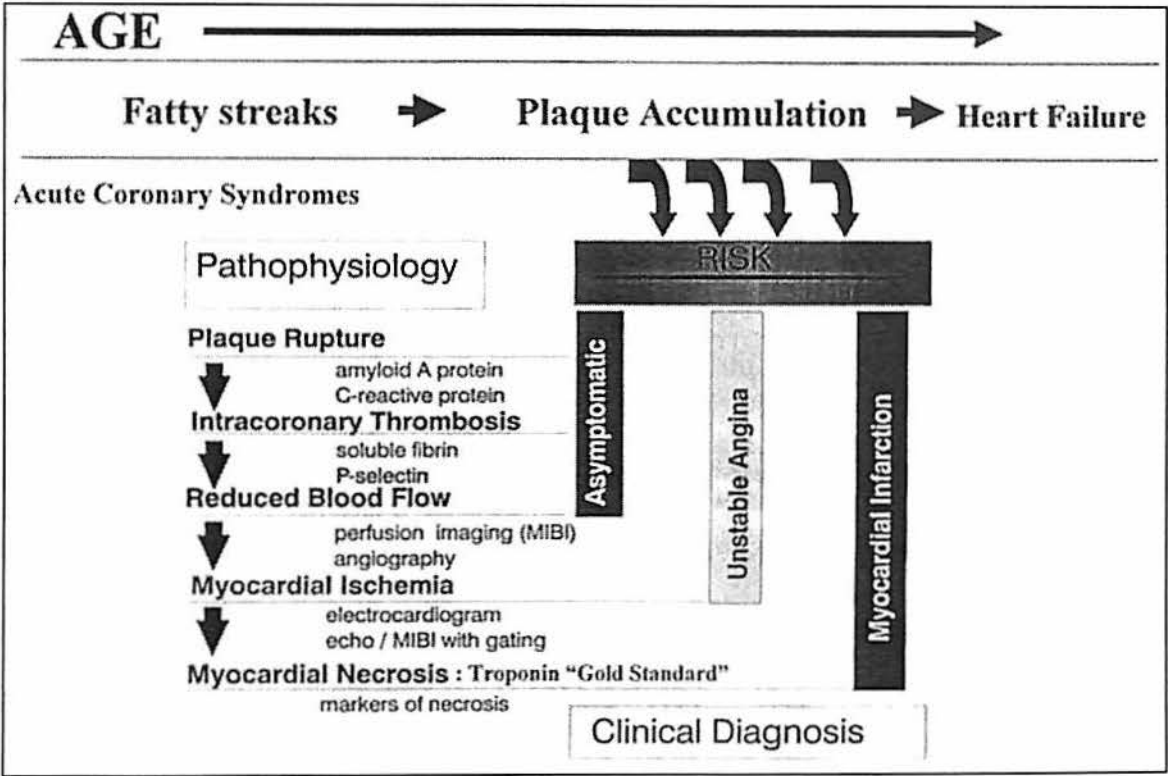 AGE
Fatty streaks Plaque Accumulation Heart Failure
Acute Coronary Syndromes
Pathophysiology
RISK
Plaque Rupture
amyloid A protein
C-reactive protein
Intracoronary Thrombosis
soluble fibrin
P-selectin
Reduced Blood Flow
perfusion imaging (MIBI)
angiography
Myocardial Ischemia
electrocardiogram
echo / MIBI with gating
Myocardial Necrosis : Troponin “Gold Standard”
markers of necrosis
Asymptomatic
Unstable Angina
Myocardial Infarction
Clinical Diagnosis